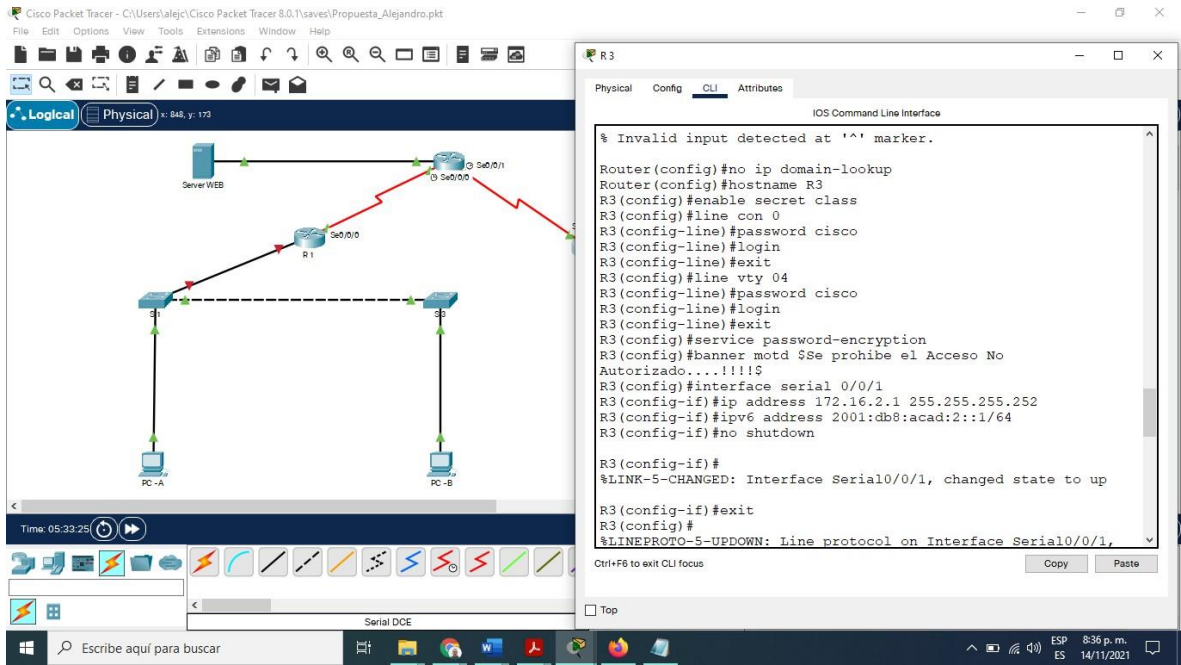 Cisco Packet Tracer - C:\Users\alejc\Cisco Packet Tracer 8.0.1\saves\Propuesta_Alejandro.pkt
File Edit Options View Tools Extensions Window Help
Logical Physical x: 848, y: 173
Server WEB
Se0/0/1
Se0/0/0
Se0/0/0
R 1
S 1
S 3
PC -A
PC -B
Time: 05:33:25
Serial DCE
R 3
Physical Config CLI Attributes
IOS Command Line Interface
% Invalid input detected at '^' marker.
Router(config)#no ip domain-lookup
Router(config)#hostname R3
R3(config)#enable secret class
R3(config)#line con 0
R3(config-line)#password cisco
R3(config-line)#login
R3(config-line)#exit
R3(config)#line vty 04
R3(config-line)#password cisco
R3(config-line)#login
R3(config-line)#exit
R3(config)#service password-encryption
R3(config)#banner motd $Se prohibe el Acceso No
Autorizado....!!!!$
R3(config)#interface serial 0/0/1
R3(config-if)#ip address 172.16.2.1 255.255.255.252
R3(config-if)#ipv6 address 2001:db8:acad:2::1/64
R3(config-if)#no shutdown
R3(config-if)#
%LINK-5-CHANGED: Interface Serial0/0/1, changed state to up
R3(config-if)#exit
R3(config)#
%LINEPROTO-5-UPDOWN: Line protocol on Interface Serial0/0/1,
Ctrl+F6 to exit CLI focus
Copy Paste
Top
Escribe aquí para buscar
ESP 8:36 p. m.
ES 14/11/2021